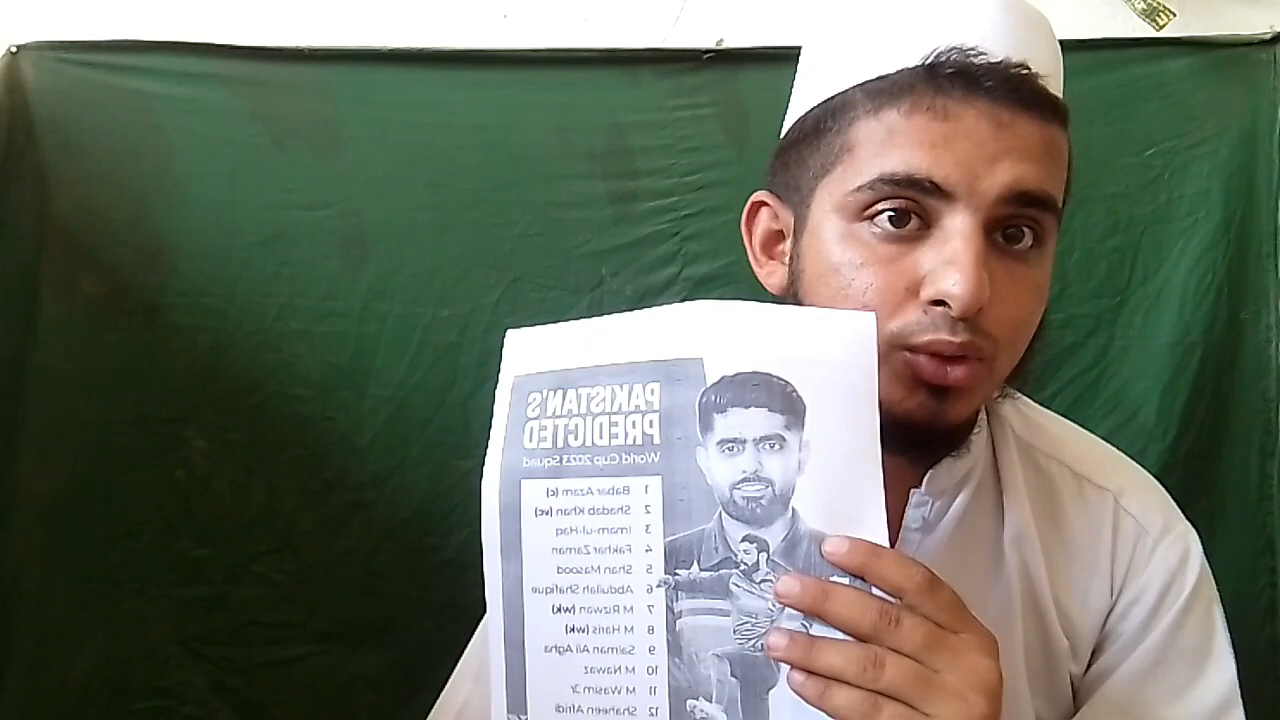 PAKISTAN'S
PREDICTED
World Cup 2023 Squad
1 Babar Azam (c)
2 Shadab Khan (vc)
3 Imam-ul-Haq
4 Fakhar Zaman
5 Shan Masood
6 Abdullah Shafique
7 M Rizwan (wk)
8 M Haris (wk)
9 Salman Ali Agha
10 M Nawaz
11 M Wasim Jr
12 Shaheen Afridi